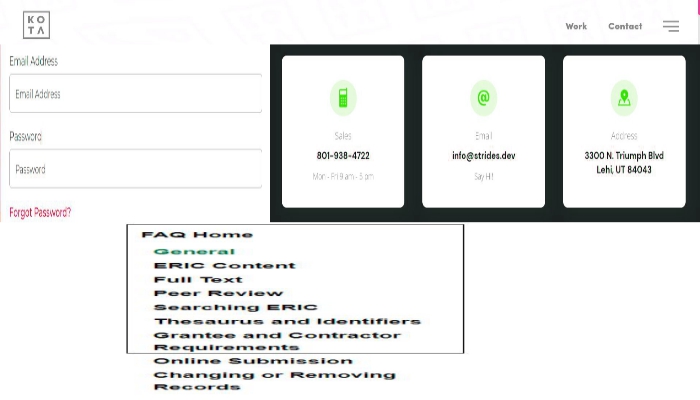 KO
TA
Work
Contact
Email Address
Email Address
Password
Password
Forgot Password?
Sales
801-938-4722
Mon - Fri 9 am - 5 pm
@
Email
info@strides.dev
Say Hi!
Address
3300 N. Triumph Blvd
Lehi, UT 84043
FAQ Home
General
ERIC Content
Full Text
Peer Review
Searching ERIC
Thesaurus and Identifiers
Grantee and Contractor
Requirements
Online Submission
Changing or Removing
Records